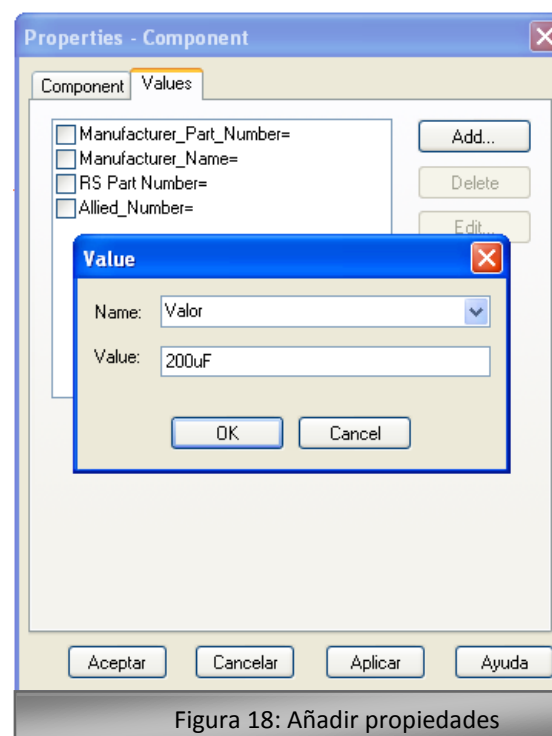 Properties - Component
Component Values
Manufacturer_Part_Number=
Manufacturer_Name=
RS Part Number=
Allied_Number=
Add...
Delete
Edit...
Value
Name: Valor
Value: 200uF
OK Cancel
Aceptar Cancelar Aplicar Ayuda
Figura 18: Añadir propiedades